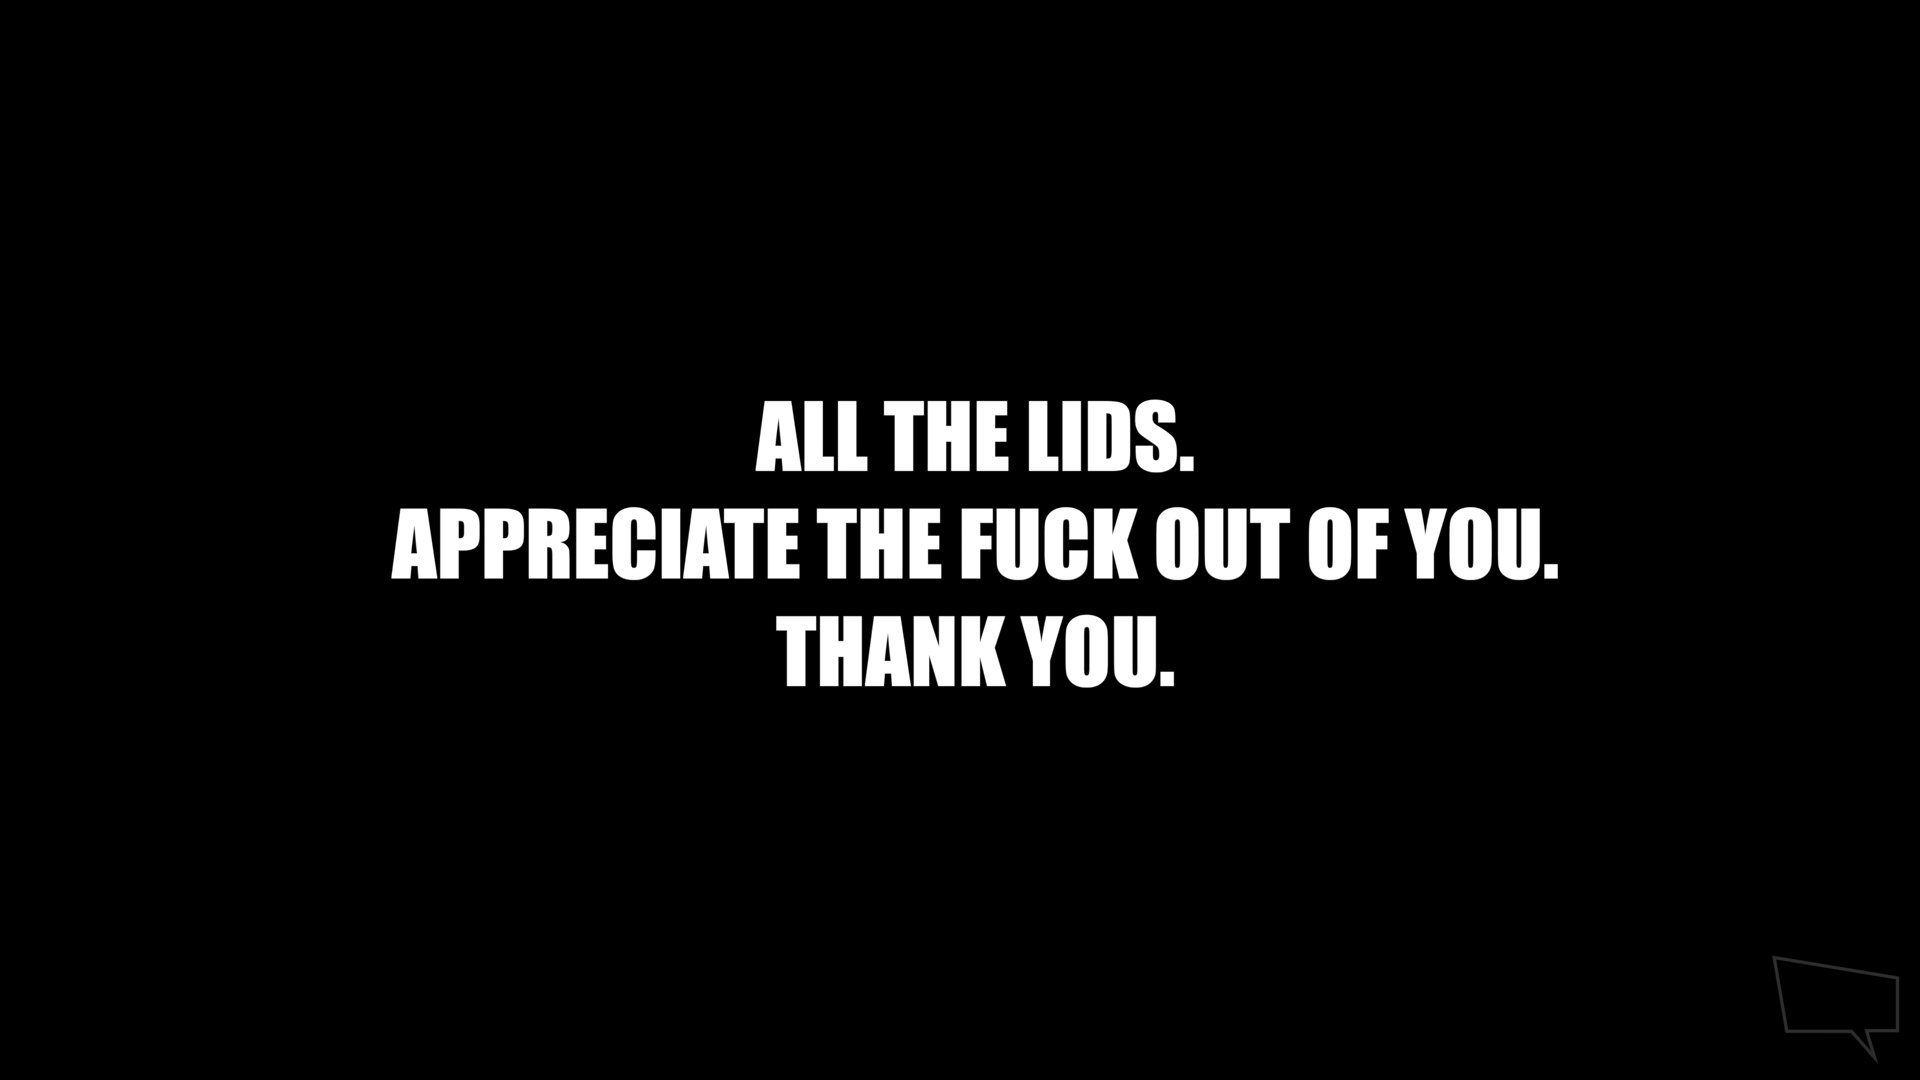 ALL THE LIDS.
APPRECIATE THE FUCK OUT OF YOU.
THANK YOU.